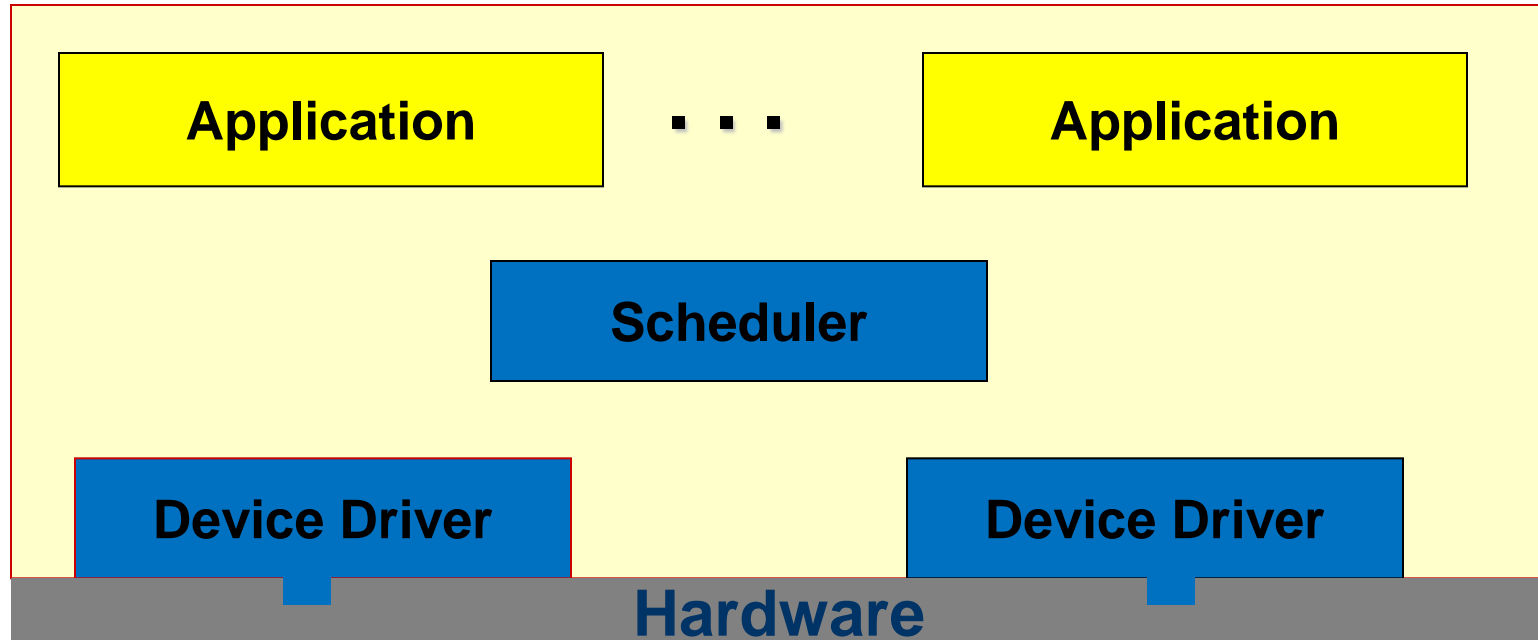 Application ... Application
Scheduler
Device Driver Device Driver
Hardware